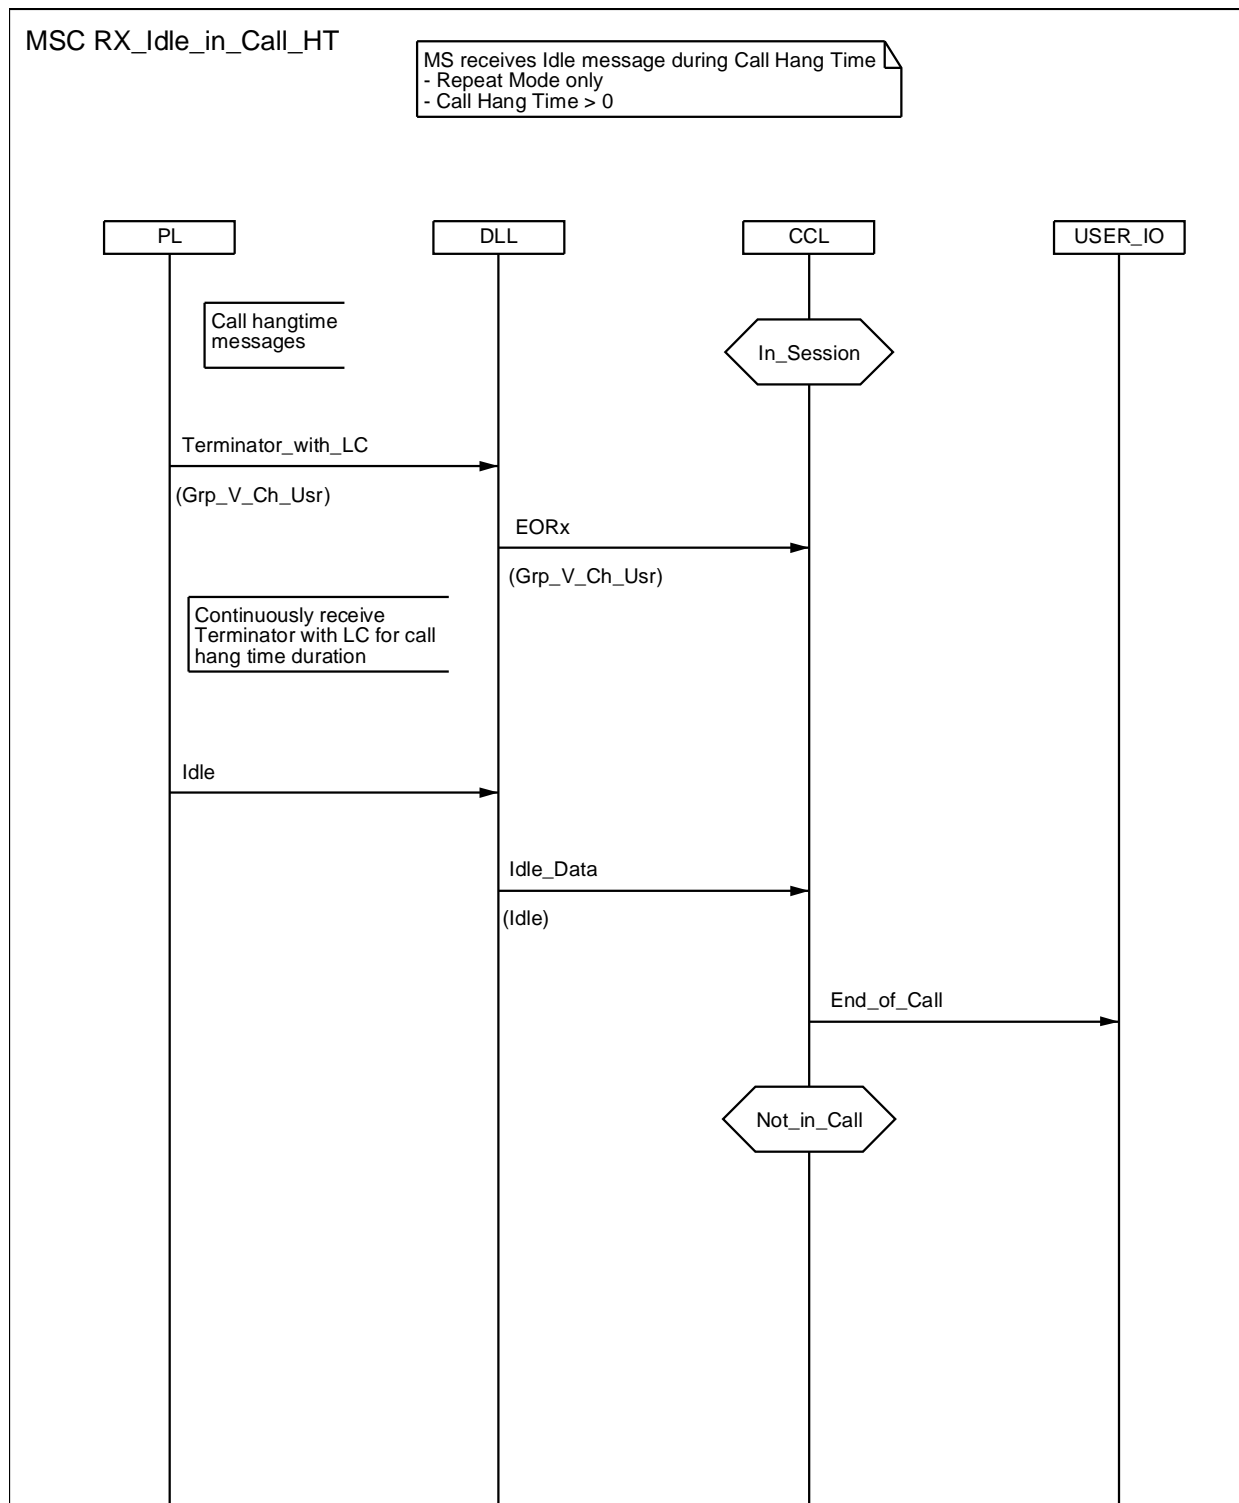 MSC RX_Idle_in_Call_HT
MS receives Idle message during Call Hang Time
- Repeat Mode only
- Call Hang Time > 0
PL
DLL
CCL
USER_IO
Call hangtime
messages
In_Session
Terminator_with_LC
(Grp_V_Ch_Usr)
EORx
(Grp_V_Ch_Usr)
Continuously receive
Terminator with LC for call
hang time duration
Idle
Idle_Data
(Idle)
End_of_Call
Not_in_Call